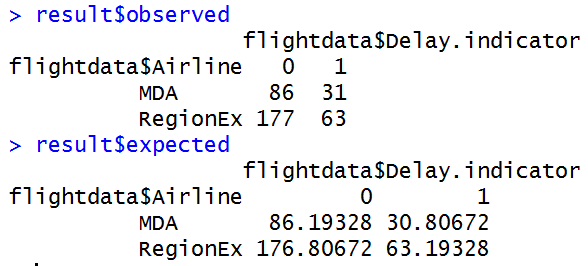 > result$observed
flightdata$Delay.indicator
flightdata$Airline 0 1
MDA 86 31
RegionEx 177 63
> result$expected
flightdata$Delay.indicator
flightdata$Airline 0 1
MDA 86.19328 30.80672
RegionEx 176.80672 63.19328